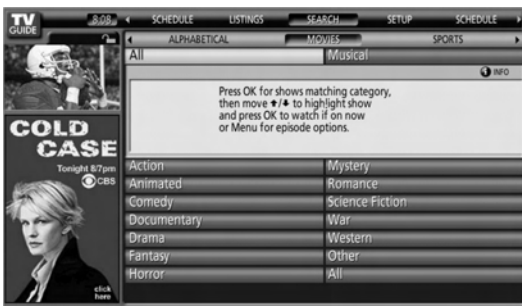 TV
GUIDE
8:08
SCHEDULE LISTINGS SEARCH SETUP SCHEDULE
ALPHABETICAL MOVIES SPORTS
All Musical
i INFO
Press OK for shows matching category,
then move ↑/↓ to highlight show
and press OK to watch if on now
or Menu for episode options.
COLD
CASE
Tonight 8/7pm
CBS
click
here
Action Mystery
Animated Romance
Comedy Science Fiction
Documentary War
Drama Western
Fantasy Other
Horror All